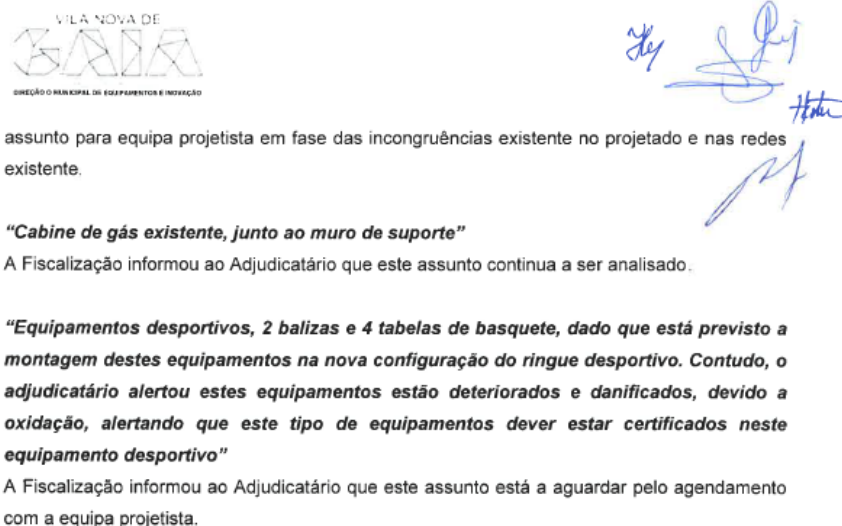 VILA NOVA DE
GAIA
DIREÇÃO O MUNICIPAL DE EQUIPAMENTOS E INOVAÇÃO
assunto para equipa projetista em fase das incongruências existente no projetado e nas redes
existente.
“Cabine de gás existente, junto ao muro de suporte”
A Fiscalização informou ao Adjudicatário que este assunto continua a ser analisado.
“Equipamentos desportivos, 2 balizas e 4 tabelas de basquete, dado que está previsto a
montagem destes equipamentos na nova configuração do ringue desportivo. Contudo, o
adjudicatário alertou estes equipamentos estão deteriorados e danificados, devido a
oxidação, alertando que este tipo de equipamentos dever estar certificados neste
equipamento desportivo”
A Fiscalização informou ao Adjudicatário que este assunto está a aguardar pelo agendamento
com a equipa projetista.